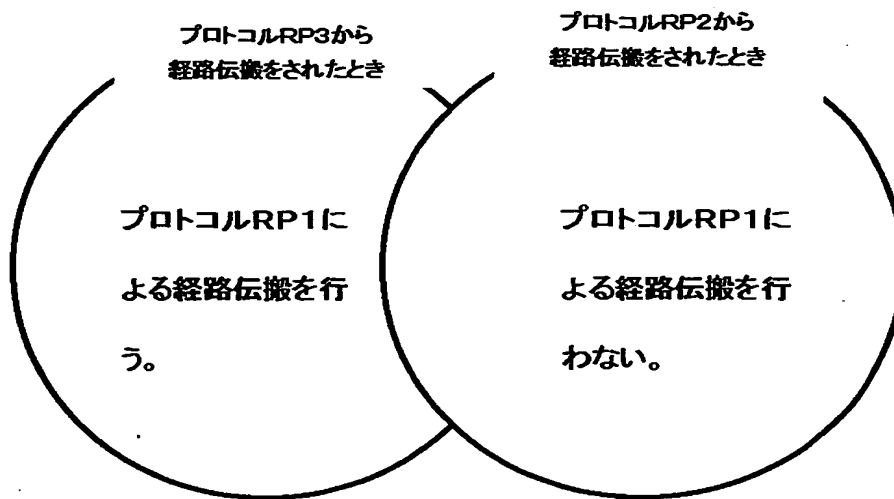 プロトコルRP3から
経路伝搬をされたとき
プロトコルRP1に
よる経路伝搬を行
う。
プロトコルRP2から
経路伝搬をされたとき
プロトコルRP1に
よる経路伝搬を行
わない。